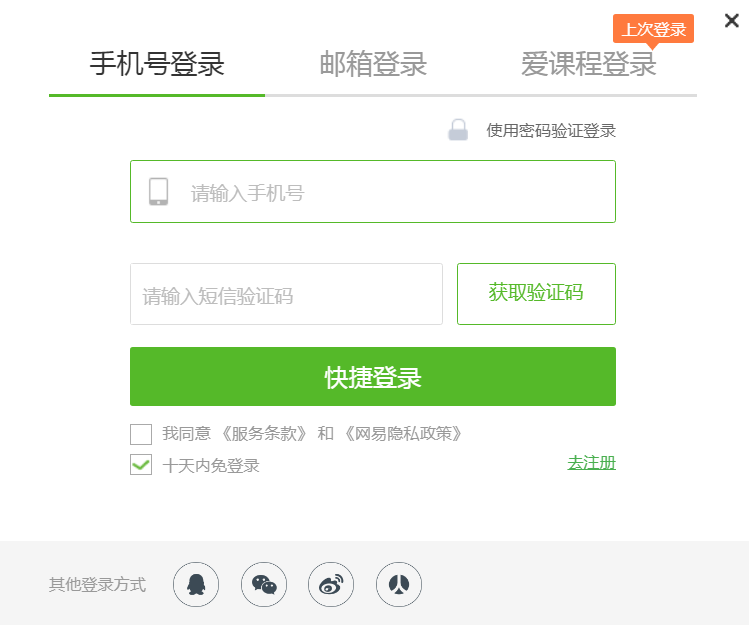 上次登录
手机号登录 邮箱登录 爱课程登录
使用密码验证登录
请输入手机号
请输入短信验证码 获取验证码
快捷登录
我同意 《服务条款》 和 《网易隐私政策》
十天内免登录 去注册
其他登录方式